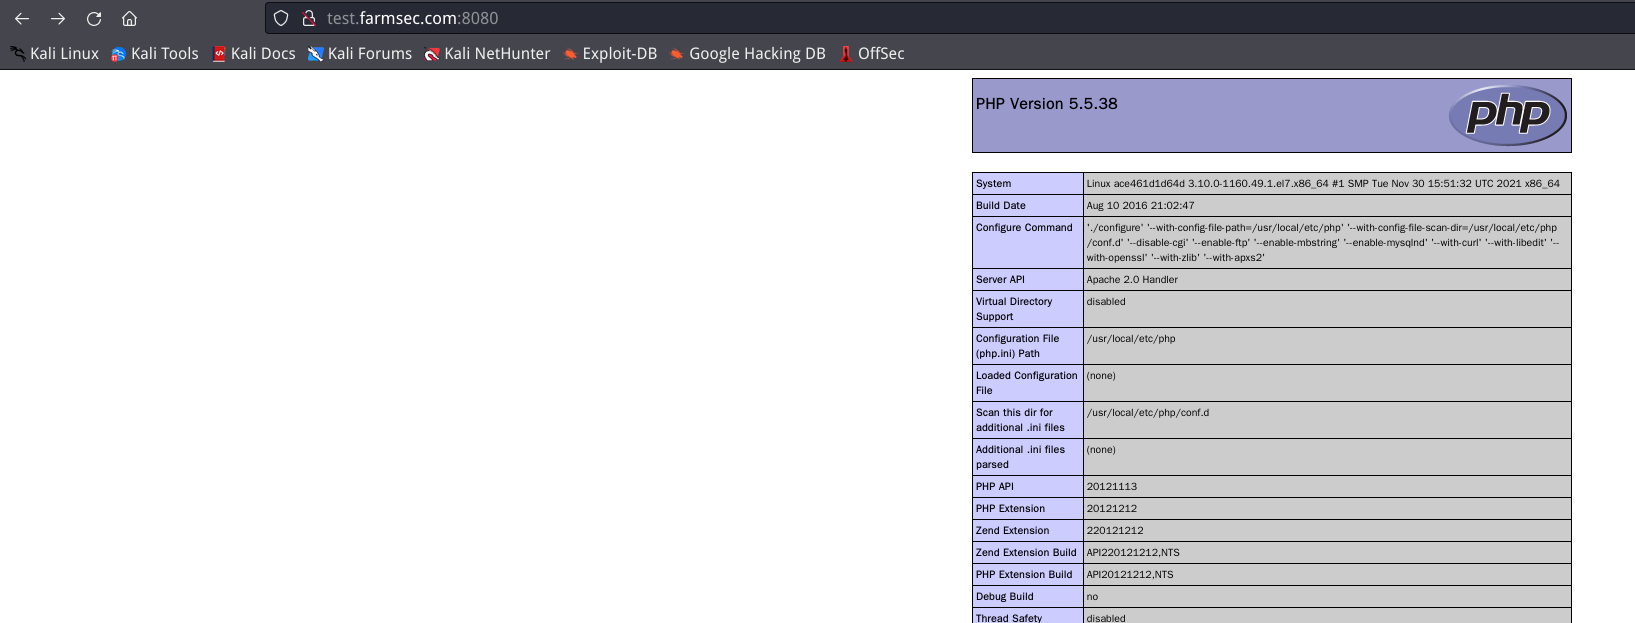 test.farmsec.com:8080
Kali Linux Kali Tools Kali Docs Kali Forums Kali NetHunter Exploit-DB Google Hacking DB OffSec
PHP Version 5.5.38
php
System Linux ace461d1d64d 3.10.0-1160.49.1.el7.x86_64 #1 SMP Tue Nov 30 15:51:32 UTC 2021 x86_64
Build Date Aug 10 2016 21:02:47
Configure Command './configure' '--with-config-file-path=/usr/local/etc/php' '--with-config-file-scan-dir=/usr/local/etc/php
/conf.d' '--disable-cgi' '--enable-ftp' '--enable-mbstring' '--enable-mysqlnd' '--with-curl' '--with-libedit' '--
with-openssl' '--with-zlib' '--with-apxs2'
Server API Apache 2.0 Handler
Virtual Directory disabled
Support
Configuration File /usr/local/etc/php
(php.ini) Path
Loaded Configuration (none)
File
Scan this dir for /usr/local/etc/php/conf.d
additional .ini files
Additional .ini files (none)
parsed
PHP API 20121113
PHP Extension 20121212
Zend Extension 220121212
Zend Extension Build API220121212,NTS
PHP Extension Build API20121212,NTS
Debug Build no
Thread Safety disabled